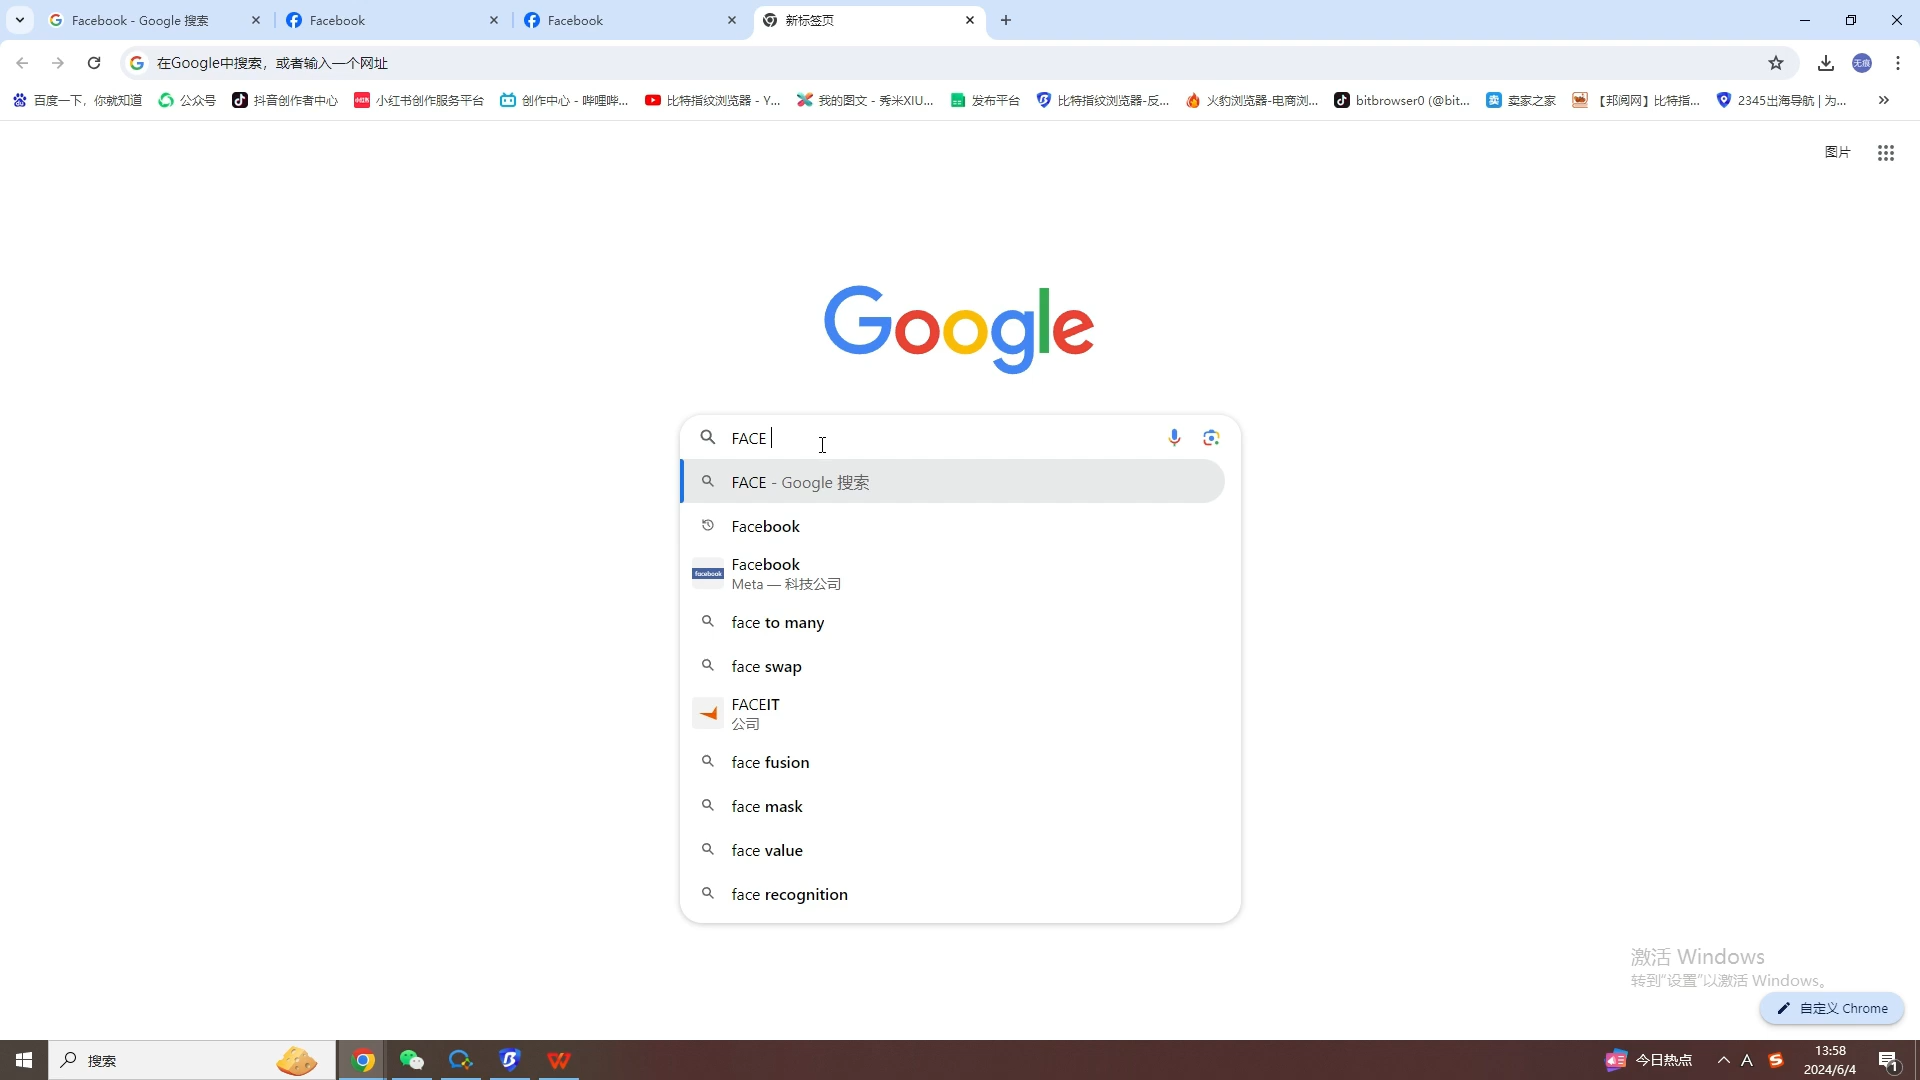 Facebook - Google 搜索
Facebook
Facebook
新标签页
在Google中搜索，或者输入一个网址
无痕
百度一下，你就知道
公众号
抖音创作者中心
小红书创作服务平台
创作中心 - 哔哩哔...
比特指纹浏览器 - Y...
我的图文 - 秀米XIU...
发布平台
比特指纹浏览器-反...
火豹浏览器-电商浏...
bitbrowser0 (@bit...
卖家之家
【邦阅网】比特指...
2345出海导航 | 为...
图片
Google
FACE
FACE - Google 搜索
Facebook
facebook
Facebook
Meta — 科技公司
face to many
face swap
FACEIT
公司
face fusion
face mask
face value
face recognition
激活 Windows
转到"设置"以激活 Windows。
自定义 Chrome
搜索
今日热点
A
13:58
2024/6/4
1